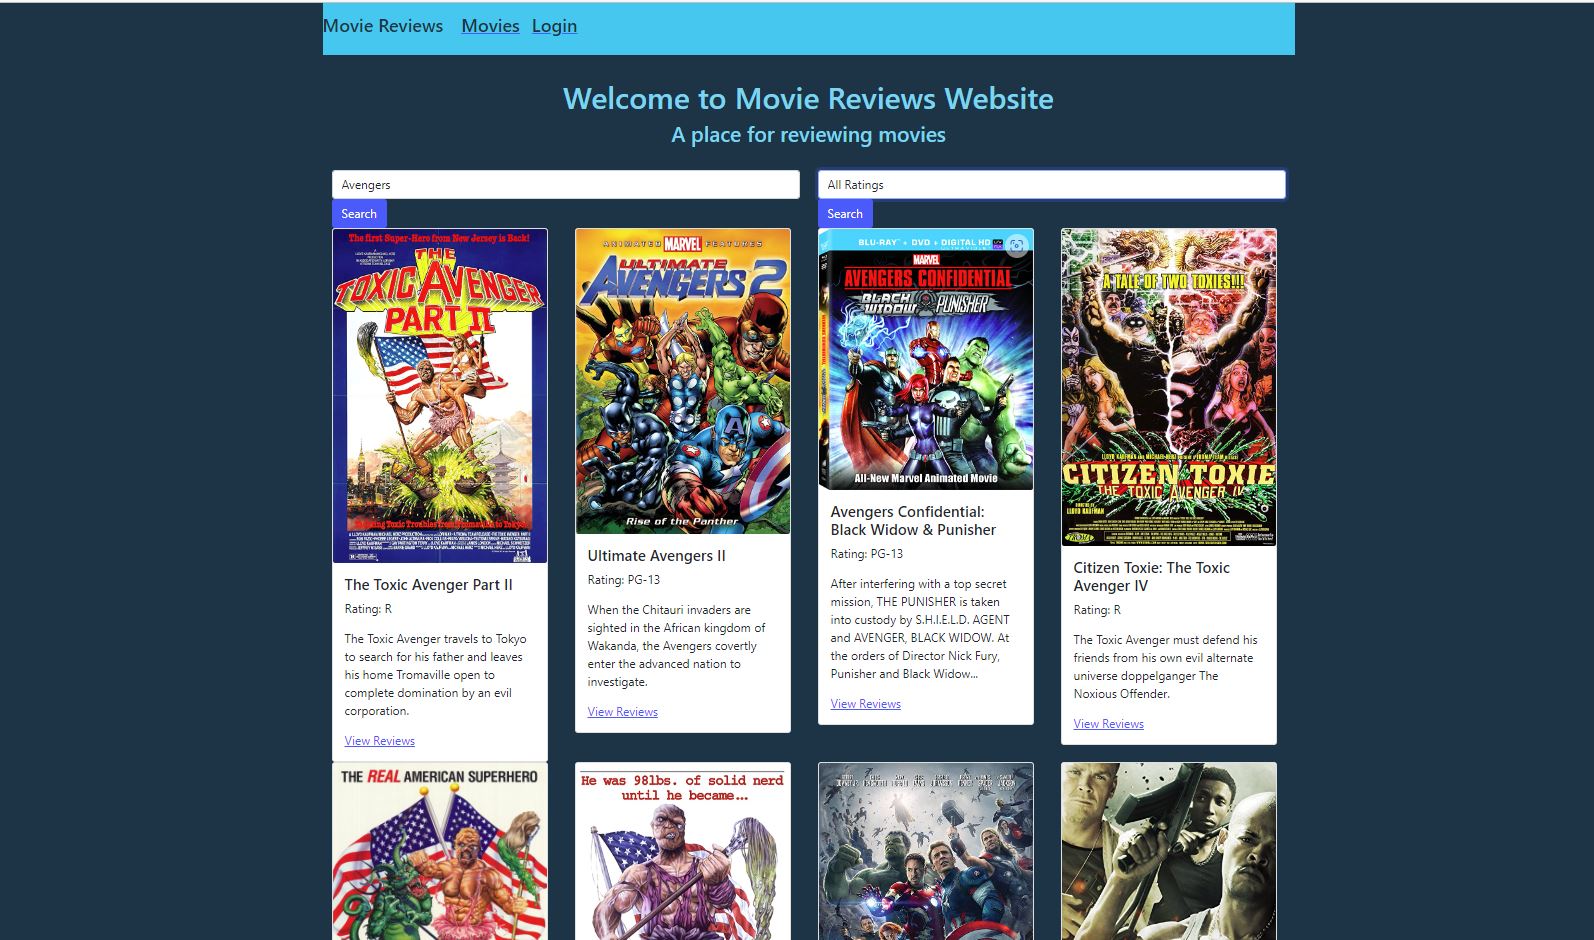 Movie Reviews Movies Login
Welcome to Movie Reviews Website
A place for reviewing movies
Avengers
Search
All Ratings
Search
The first Super-Hero from New Jersey is Back!
THE
TOXIC AVENGER
PART II
The Toxic Avenger Part II
Rating: R
The Toxic Avenger travels to Tokyo
to search for his father and leaves
his home Tromaville open to
complete domination by an evil
corporation.
View Reviews
ANIMATED MARVEL FEATURES
ULTIMATE
AVENGERS 2
Rise of the Panther
Ultimate Avengers II
Rating: PG-13
When the Chitauri invaders are
sighted in the African kingdom of
Wakanda, the Avengers covertly
enter the advanced nation to
investigate.
View Reviews
BLU-RAY + DVD + DIGITAL HD
MARVEL
AVENGERS CONFIDENTIAL
BLACK WIDOW PUNISHER
All-New Marvel Animated Movie
Avengers Confidential:
Black Widow & Punisher
Rating: PG-13
After interfering with a top secret
mission, THE PUNISHER is taken
into custody by S.H.I.E.L.D. AGENT
and AVENGER, BLACK WIDOW. At
the orders of Director Nick Fury,
Punisher and Black Widow...
View Reviews
A TALE OF TWO TOXIES!!!
CITIZEN TOXIE
THE TOXIC AVENGER IV
Citizen Toxie: The Toxic
Avenger IV
Rating: R
The Toxic Avenger must defend his
friends from his own evil alternate
universe doppelganger The
Noxious Offender.
View Reviews
THE REAL AMERICAN SUPERHERO
He was 98lbs. of solid nerd
until he became...